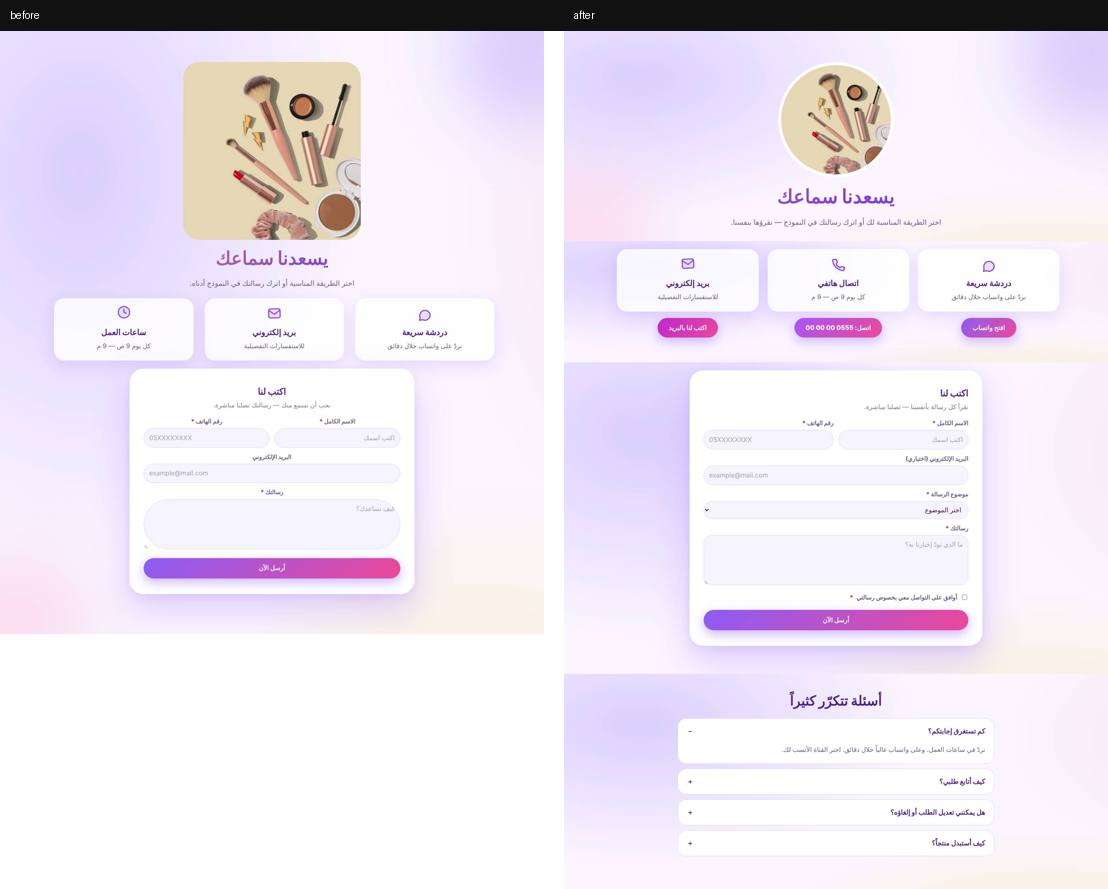 before
يسعدنا سماعك
اختر الطريقة المناسبة أو اترك رسالتك في النموذج أدناه.
دردشة سريعة
نردّ على واتساب خلال دقائق
بريد إلكتروني
للاستفسارات التفصيلية
ساعات العمل
كل يوم 9 ص — 9 م
اكتب لنا
نحب أن نسمع منك — رسالتك تصلنا مباشرة.
الاسم الكامل *
رقم الهاتف *
اكتب اسمك
05XXXXXXXX
البريد الإلكتروني
example@mail.com
رسالتك *
كيف نساعدك؟
أرسل الآن
after
يسعدنا سماعك
اختر الطريقة المناسبة لك أو اترك رسالتك في النموذج — نقرؤها بنفسنا.
دردشة سريعة
نردّ على واتساب خلال دقائق
افتح واتساب
اتصال هاتفي
كل يوم 9 ص — 9 م
اتصل: 0555 00 00 00
بريد إلكتروني
للاستفسارات التفصيلية
اكتب لنا بالبريد
اكتب لنا
نقرأ كل رسالة بأنفسنا — تصلنا مباشرة.
الاسم الكامل *
رقم الهاتف *
اكتب اسمك
05XXXXXXXX
البريد الإلكتروني (اختياري)
example@mail.com
موضوع الرسالة *
اختر الموضوع
رسالتك *
ما الذي تودّ إخبارنا به؟
أوافق على التواصل معي بخصوص رسالتي *
أرسل الآن
أسئلة تتكرّر كثيراً
كم تستغرق إجابتكم؟
−
نردّ في ساعات العمل، وعلى واتساب غالباً خلال دقائق. اختر القناة الأنسب لك.
كيف أتابع طلبي؟
+
هل يمكنني تعديل الطلب أو إلغاؤه؟
+
كيف أستبدل منتجاً؟
+